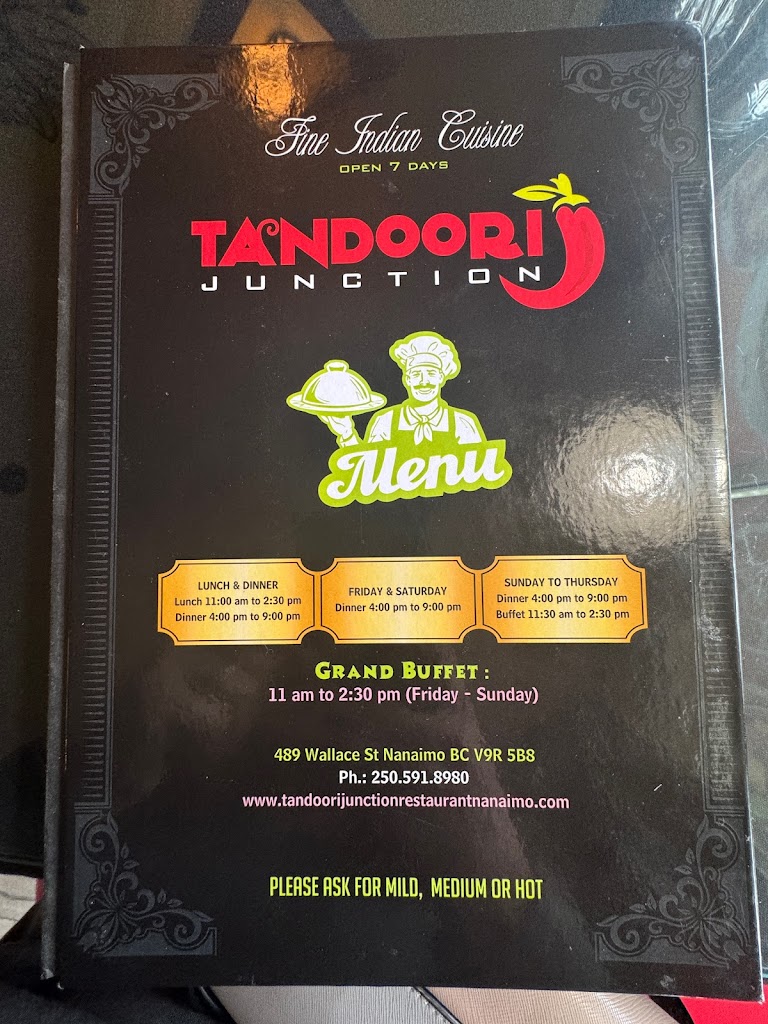 Fine Indian Cuisine
OPEN 7 DAYS
TANDOORI
JUNCTION
Menu
LUNCH & DINNER
Lunch 11:00 am to 2:30 pm
Dinner 4:00 pm to 9:00 pm
FRIDAY & SATURDAY
Dinner 4:00 pm to 9:00 pm
SUNDAY TO THURSDAY
Dinner 4:00 pm to 9:00 pm
Buffet 11:30 am to 2:30 pm
GRAND BUFFET :
11 am to 2:30 pm (Friday - Sunday)
489 Wallace St Nanaimo BC V9R 5B8
Ph.: 250.591.8980
www.tandoorijunctionrestaurantnanaimo.com
PLEASE ASK FOR MILD, MEDIUM OR HOT